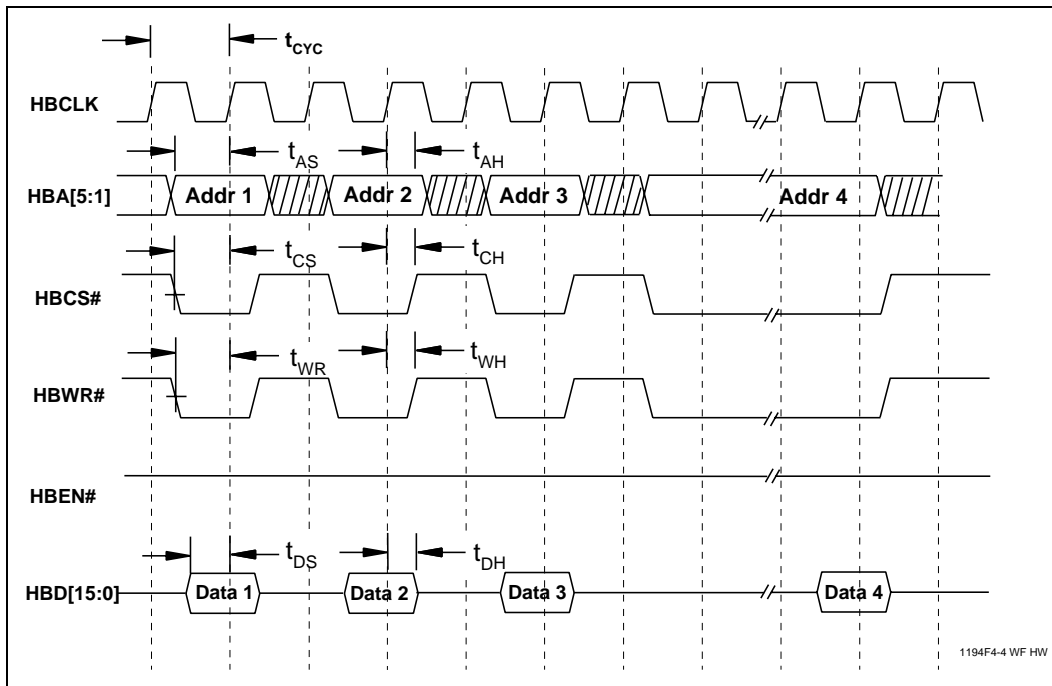 tCYC
HBCLK
tAS tAH
HBA[5:1] Addr 1 Addr 2 Addr 3 Addr 4
tCS tCH
HBCS#
tWR tWH
HBWR#
HBEN#
tDS tDH
HBD[15:0] Data 1 Data 2 Data 3 Data 4
1194F4-4 WF HW